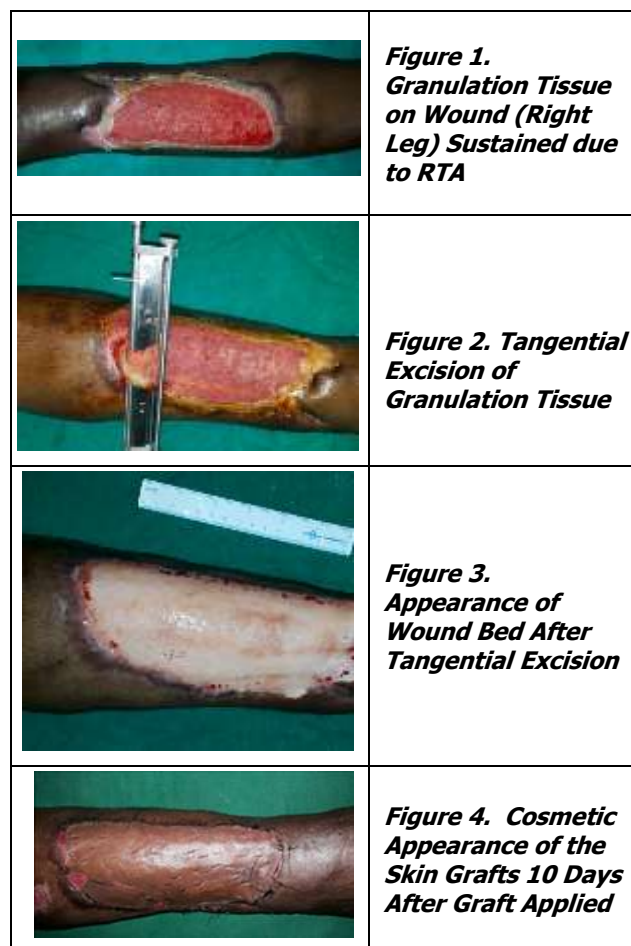 Figure 1.
Granulation Tissue
on Wound (Right
Leg) Sustained due
to RTA
Figure 2. Tangential
Excision of
Granulation Tissue
Figure 3.
Appearance of
Wound Bed After
Tangential Excision
Figure 4. Cosmetic
Appearance of the
Skin Grafts 10 Days
After Graft Applied